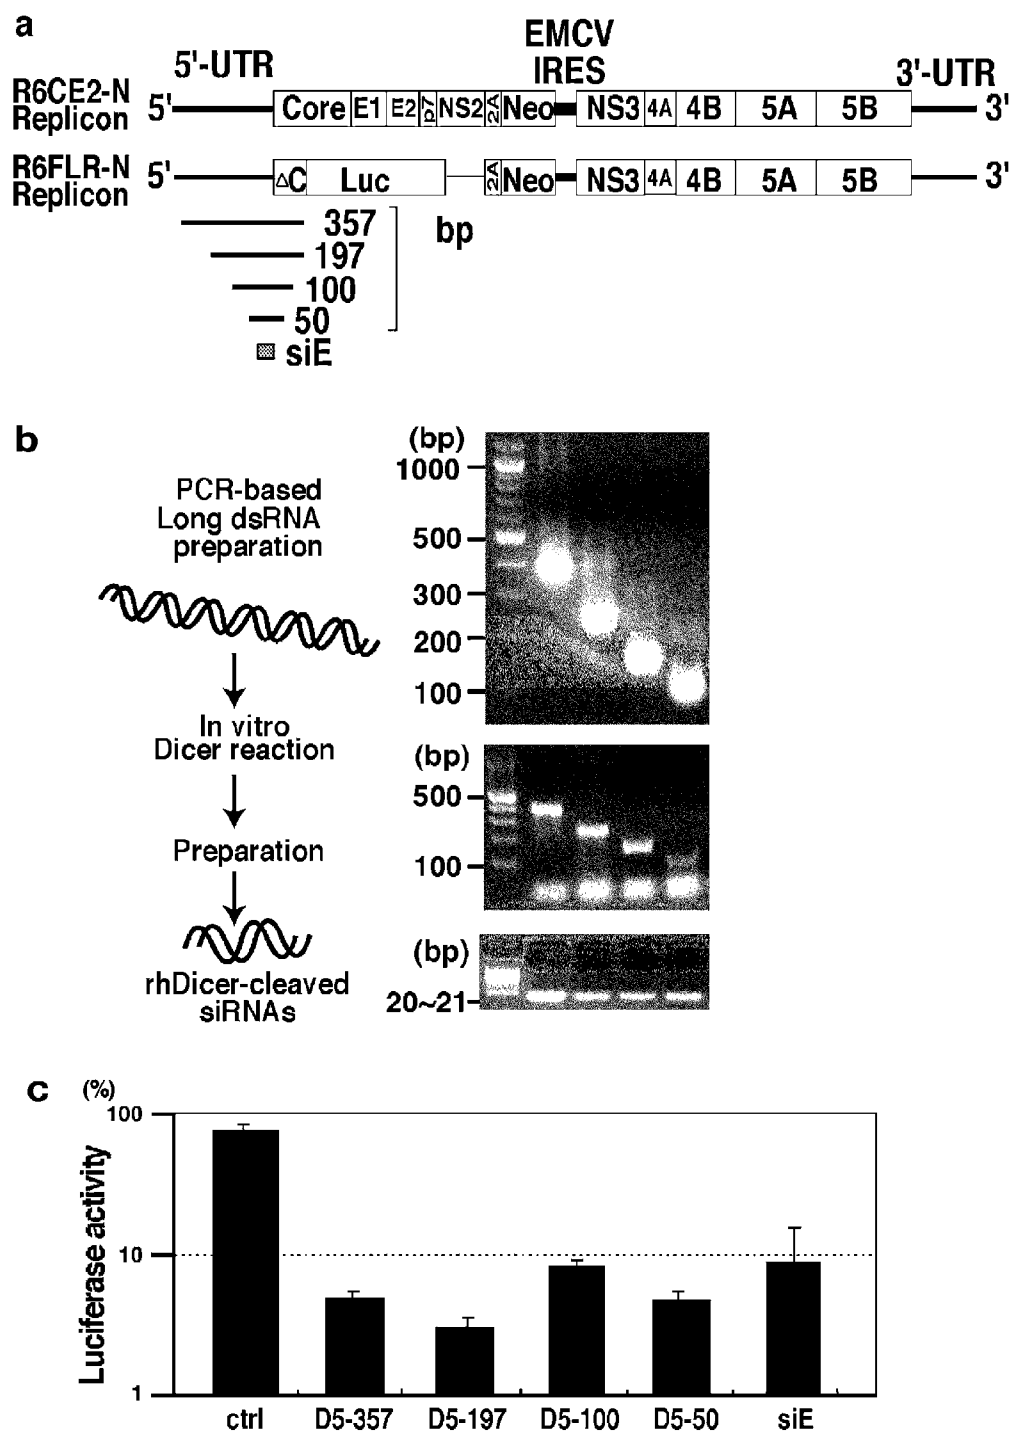 a
EMCV
IRES
5'-UTR
3'-UTR
R6CE2-N
Replicon
5' Core E1 E2 p7 NS2 2A Neo NS3 4A 4B 5A 5B 3'
R6FLR-N
Replicon
5' ΔC Luc 2A Neo NS3 4A 4B 5A 5B 3'
357
197
100
50
bp
siE
b
PCR-based
Long dsRNA
preparation
In vitro
Dicer reaction
Preparation
rhDicer-cleaved
siRNAs
(bp)
1000
500
300
200
100
(bp)
500
100
(bp)
20~21
c
(%)
Luciferase activity
100
10
1
ctrl D5-357 D5-197 D5-100 D5-50 siE